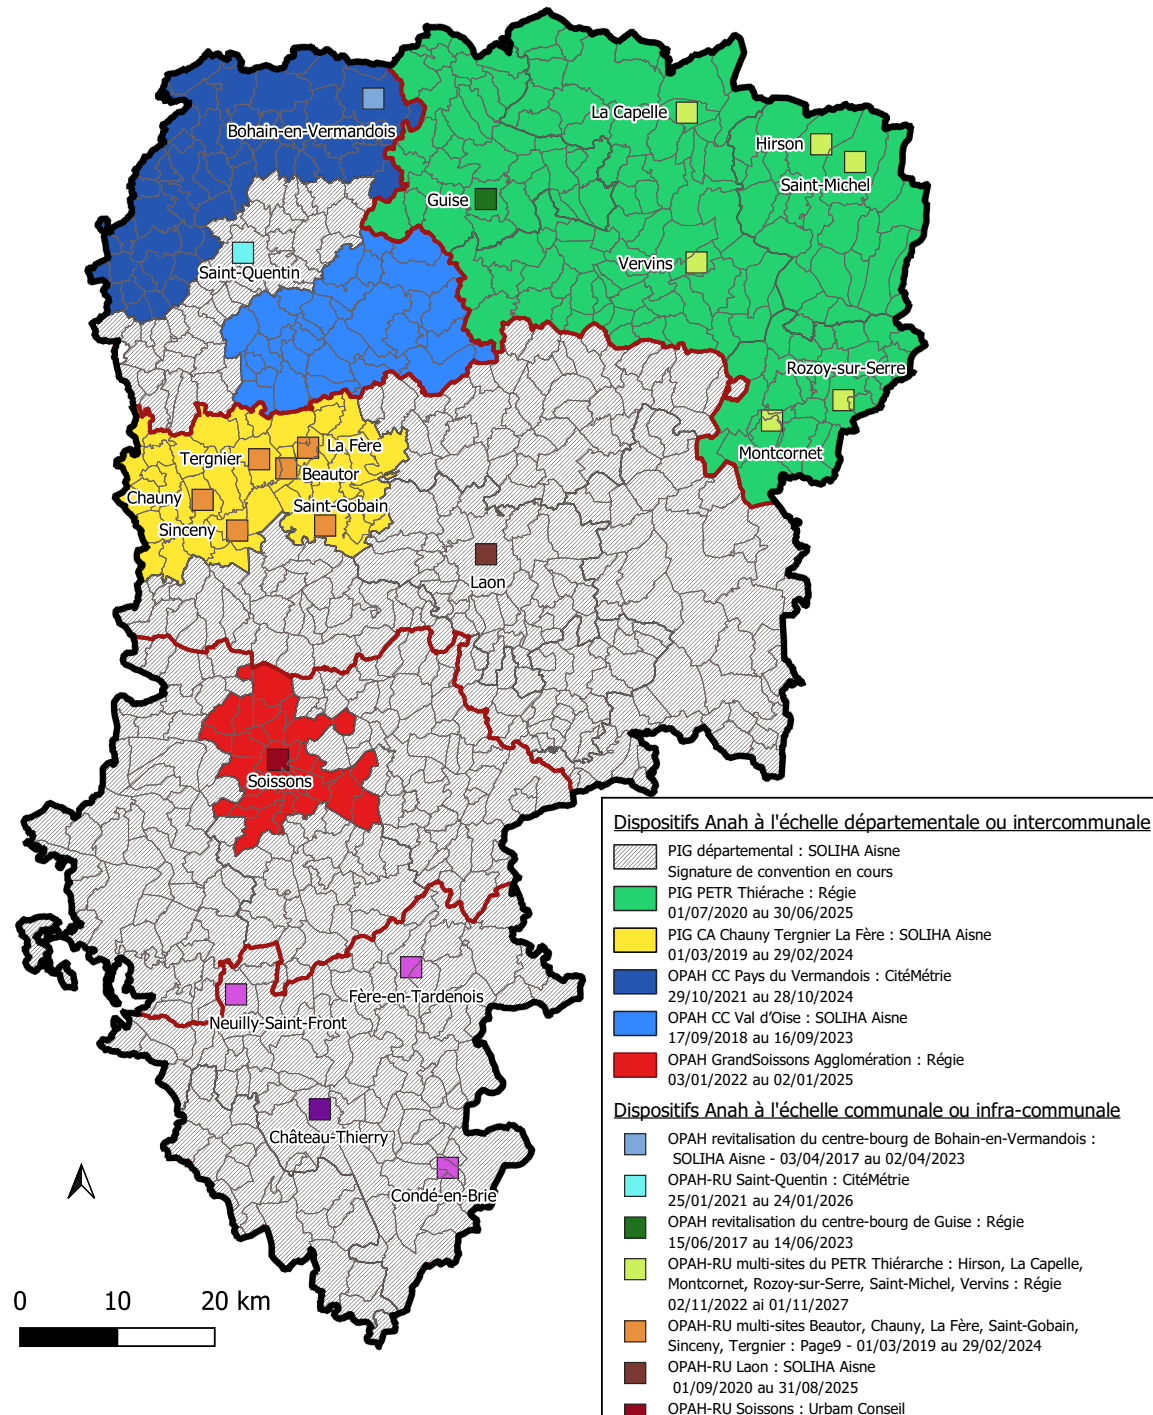 La Capelle
Hirson
Saint-Michel
Bohain-en-Vermandois
Guise
Vervins
Saint-Quentin
Rozoy-sur-Serre
Montcornet
La Fère
Tergnier
Beautor
Chauny
Saint-Gobain
Sinceny
Laon
Soissons
Fère-en-Tardenois
Neuilly-Saint-Front
Château-Thierry
Condé-en-Brie
0 10 20 km
Dispositifs Anah à l'échelle départementale ou intercommunale
PIG départemental : SOLIHA Aisne
Signature de convention en cours
PIG PETR Thiérache : Régie
01/07/2020 au 30/06/2025
PIG CA Chauny Tergnier La Fère : SOLIHA Aisne
01/03/2019 au 29/02/2024
OPAH CC Pays du Vermandois : CitéMétrie
29/10/2021 au 28/10/2024
OPAH CC Val d'Oise : SOLIHA Aisne
17/09/2018 au 16/09/2023
OPAH GrandSoissons Agglomération : Régie
03/01/2022 au 02/01/2025
Dispositifs Anah à l'échelle communale ou infra-communale
OPAH revitalisation du centre-bourg de Bohain-en-Vermandois :
SOLIHA Aisne - 03/04/2017 au 02/04/2023
OPAH-RU Saint-Quentin : CitéMétrie
25/01/2021 au 24/01/2026
OPAH revitalisation du centre-bourg de Guise : Régie
15/06/2017 au 14/06/2023
OPAH-RU multi-sites du PETR Thiérarche : Hirson, La Capelle,
Montcornet, Rozoy-sur-Serre, Saint-Michel, Vervins : Régie
02/11/2022 ai 01/11/2027
OPAH-RU multi-sites Beautor, Chauny, La Fère, Saint-Gobain,
Sinceny, Tergnier : Page9 - 01/03/2019 au 29/02/2024
OPAH-RU Laon : SOLIHA Aisne
01/09/2020 au 31/08/2025
OPAH-RU Soissons : Urbam Conseil